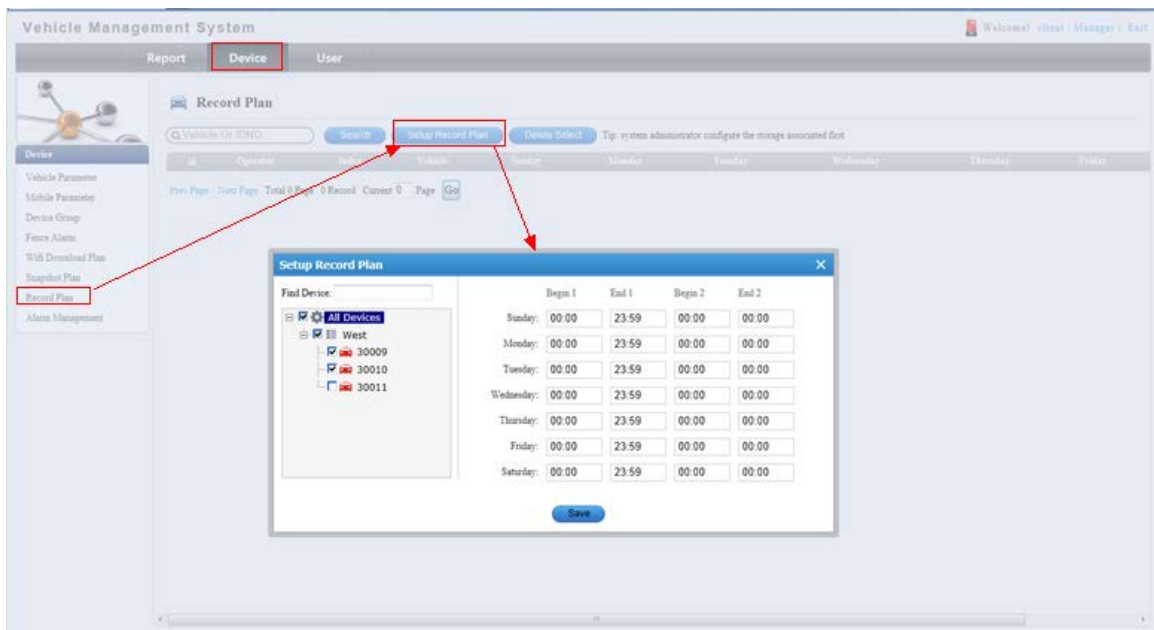 Vehicle Management System
Welcome! client | Manager | Exit
Report Device User
Record Plan
Vehicle Or IDNO. Search Setup Record Plan Delete Select Tip: system administrator configure the storage associated first
Operator Index Vehicle Sunday Monday Tuesday Wednesday Thursday Friday
Prev Page Next Page Total 0 Page 0 Record Current 0 Page Go
Device
Vehicle Parameter
Mobile Parameter
Device Group
Fence Alarm
Wifi Download Plan
Snapshot Plan
Record Plan
Alarm Management
Setup Record Plan
Find Device:
All Devices
West
30009
30010
30011
Begin 1 End 1 Begin 2 End 2
Sunday: 00:00 23:59 00:00 00:00
Monday: 00:00 23:59 00:00 00:00
Tuesday: 00:00 23:59 00:00 00:00
Wednesday: 00:00 23:59 00:00 00:00
Thursday: 00:00 23:59 00:00 00:00
Friday: 00:00 23:59 00:00 00:00
Saturday: 00:00 23:59 00:00 00:00
Save